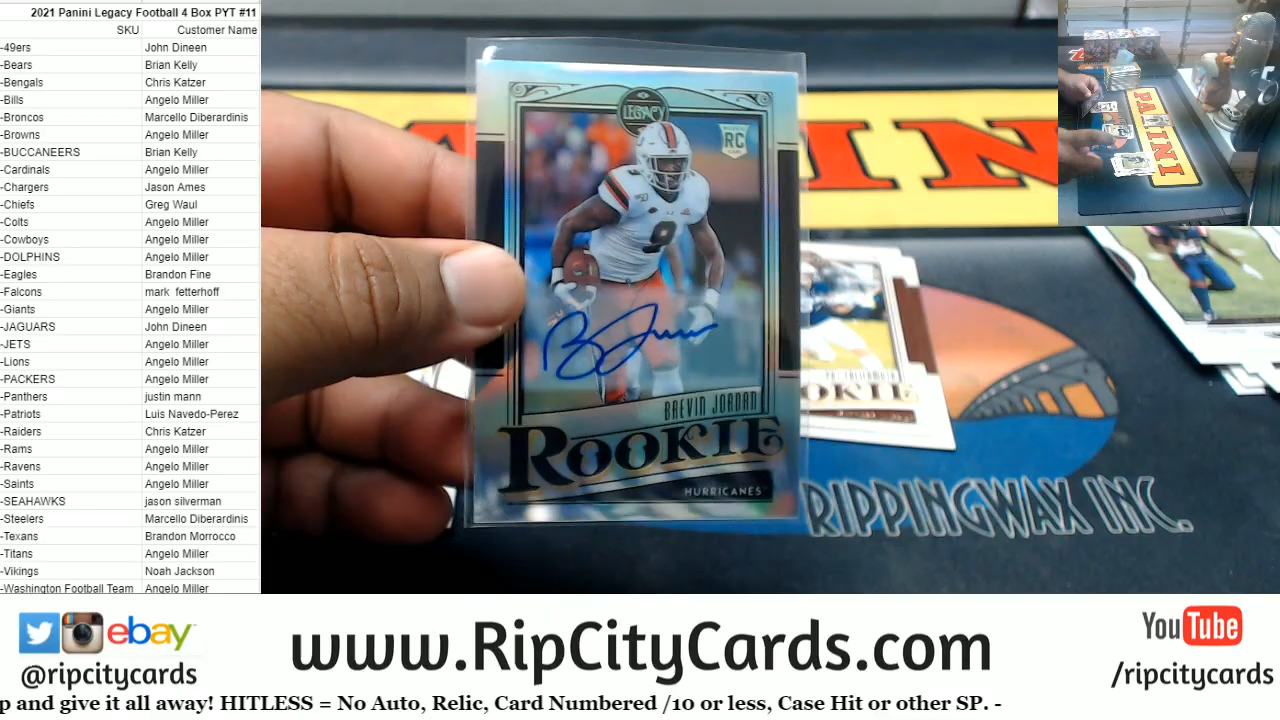 2021 Panini Legacy Football 4 Box PYT #11
SKU Customer Name
-49ers John Dineen
-Bears Brian Kelly
-Bengals Chris Katzer
-Bills Angelo Miller
-Broncos Marcello Diberardinis
-Browns Angelo Miller
-BUCCANEERS Brian Kelly
-Cardinals Angelo Miller
-Chargers Jason Ames
-Chiefs Greg Waul
-Colts Angelo Miller
-Cowboys Angelo Miller
-DOLPHINS Angelo Miller
-Eagles Brandon Fine
-Falcons mark fetterhoff
-Giants Angelo Miller
-JAGUARS John Dineen
-JETS Angelo Miller
-Lions Angelo Miller
-PACKERS Angelo Miller
-Panthers justin mann
-Patriots Luis Navedo-Perez
-Raiders Chris Katzer
-Rams Angelo Miller
-Ravens Angelo Miller
-Saints Angelo Miller
-SEAHAWKS jason silverman
-Steelers Marcello Diberardinis
-Texans Brandon Morrocco
-Titans Angelo Miller
-Vikings Noah Jackson
-Washington Football Team Angelo Miller
LEGACY
RC
9
BREVIN JORDAN
ROOKIE
HURRICANES
PANINI
RIPPINGWAX INC.
ebay
@ripcitycards
www.RipCityCards.com
YouTube
/ripcitycards
p and give it all away! HITLESS = No Auto, Relic, Card Numbered /10 or less, Case Hit or other SP. -